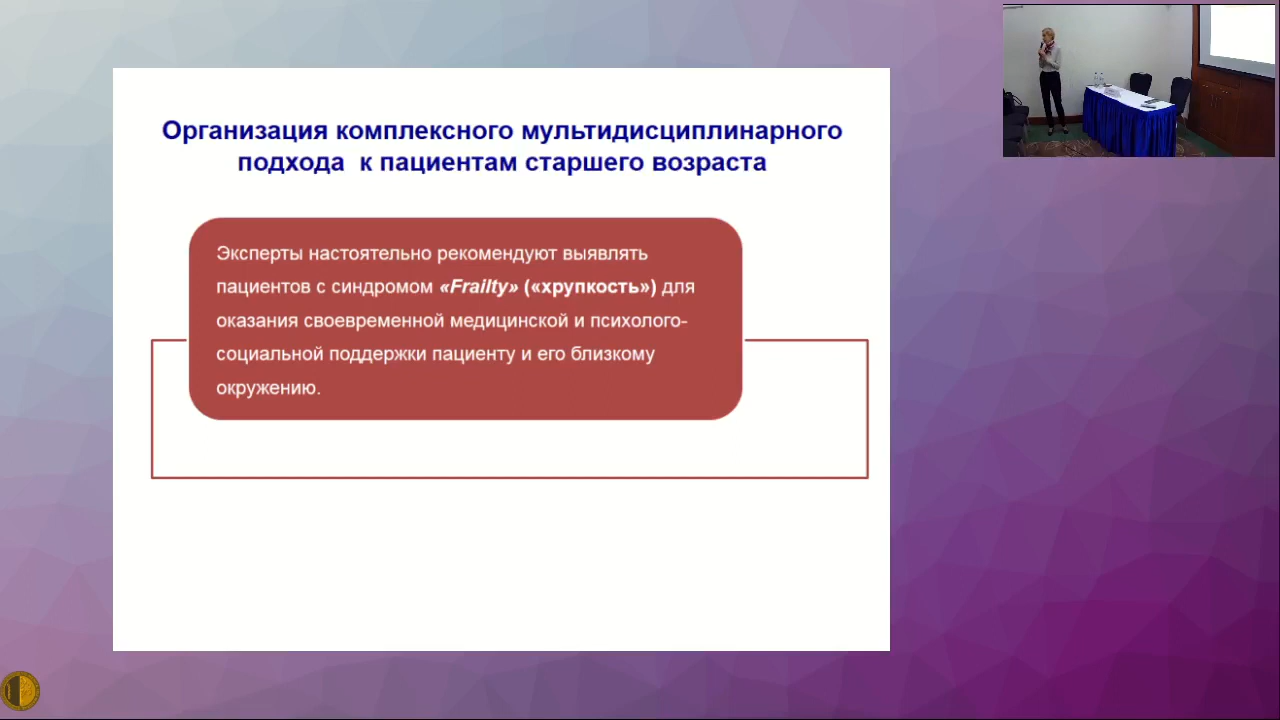 Организация комплексного мультидисциплинарного
подхода к пациентам старшего возраста
Эксперты настоятельно рекомендуют выявлять
пациентов с синдромом «Frailty» («хрупкость») для
оказания своевременной медицинской и психолого-
социальной поддержки пациенту и его близкому
окружению.